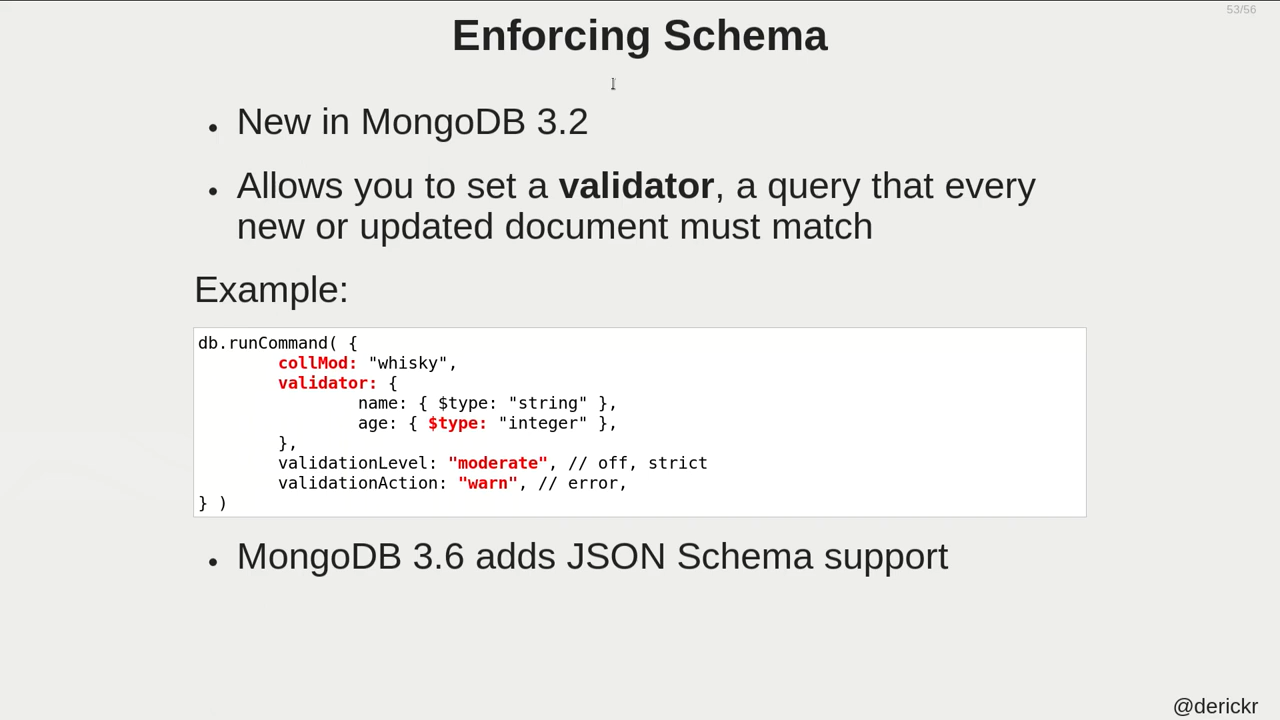 53/56
Enforcing Schema
• New in MongoDB 3.2
• Allows you to set a validator, a query that every
new or updated document must match
Example:
db.runCommand( {
        collMod: "whisky",
        validator: {
                name: { $type: "string" },
                age: { $type: "integer" },
        },
        validationLevel: "moderate", // off, strict
        validationAction: "warn", // error,
} )
• MongoDB 3.6 adds JSON Schema support
@derickr